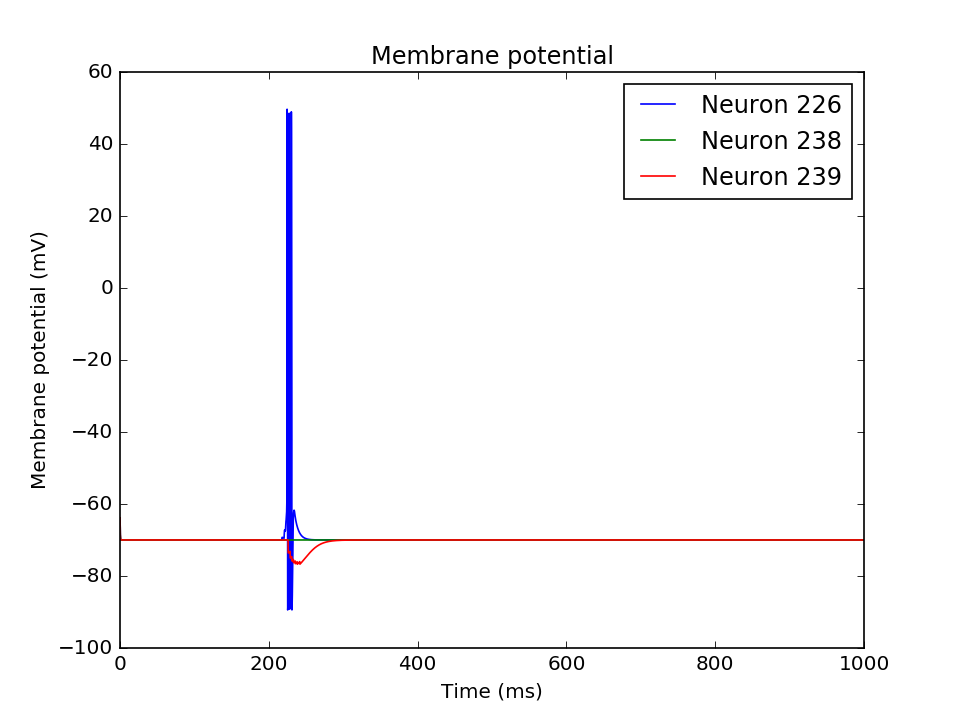 Membrane potential
60
40
20
0
−20
−40
−60
−80
−100
Membrane potential (mV)
Neuron 226
Neuron 238
Neuron 239
0 200 400 600 800 1000
Time (ms)